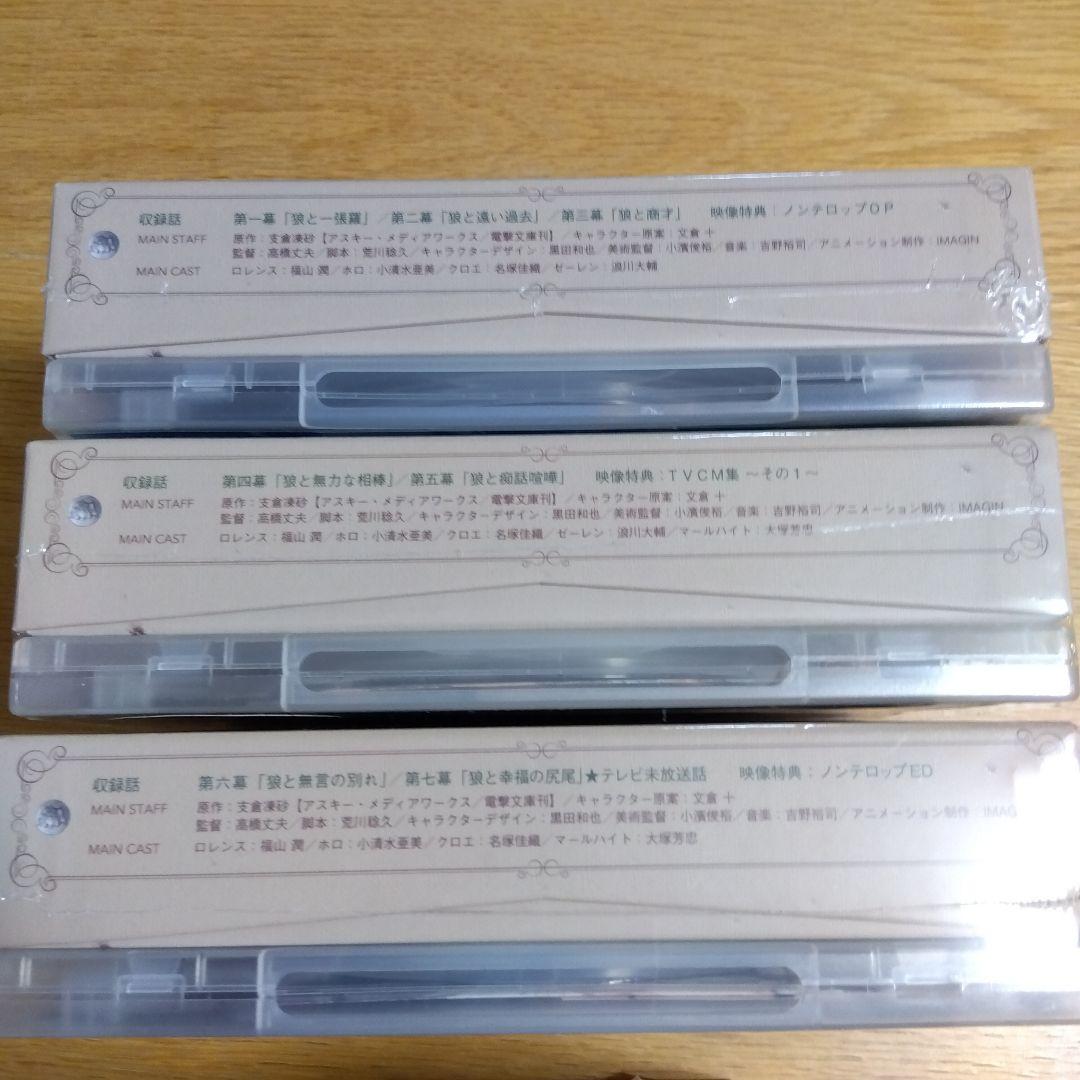 収録話 第一幕「狼と一張羅」／第二幕「狼と遠い過去」／第三幕「狼と商才」 映像特典：ノンテロップOP
MAIN STAFF 原作：支倉凍砂【アスキー・メディアワークス／電撃文庫刊】／キャラクター原案：文倉 十
監督：高橋丈夫／脚本：荒川稔久／キャラクターデザイン：黒田和也／美術監督：小濱俊裕／音楽：吉野裕司／アニメーション制作：IMAGIN
MAIN CAST ロレンス：福山 潤／ホロ：小清水亜美／クロエ：名塚佳織／ゼーレン：浪川大輔
収録話 第四幕「狼と無力な相棒」／第五幕「狼と痴話喧嘩」 映像特典：TVCM集 ～その1～
MAIN STAFF 原作：支倉凍砂【アスキー・メディアワークス／電撃文庫刊】／キャラクター原案：文倉 十
監督：高橋丈夫／脚本：荒川稔久／キャラクターデザイン：黒田和也／美術監督：小濱俊裕／音楽：吉野裕司／アニメーション制作：IMAGIN
MAIN CAST ロレンス：福山 潤／ホロ：小清水亜美／クロエ：名塚佳織／ゼーレン：浪川大輔／マールハイト：大塚芳忠
収録話 第六幕「狼と無言の別れ」／第七幕「狼と幸福の尻尾」★テレビ未放送話 映像特典：ノンテロップED
MAIN STAFF 原作：支倉凍砂【アスキー・メディアワークス／電撃文庫刊】／キャラクター原案：文倉 十
監督：高橋丈夫／脚本：荒川稔久／キャラクターデザイン：黒田和也／美術監督：小濱俊裕／音楽：吉野裕司／アニメーション制作：IMAG
MAIN CAST ロレンス：福山 潤／ホロ：小清水亜美／クロエ：名塚佳織／マールハイト：大塚芳忠